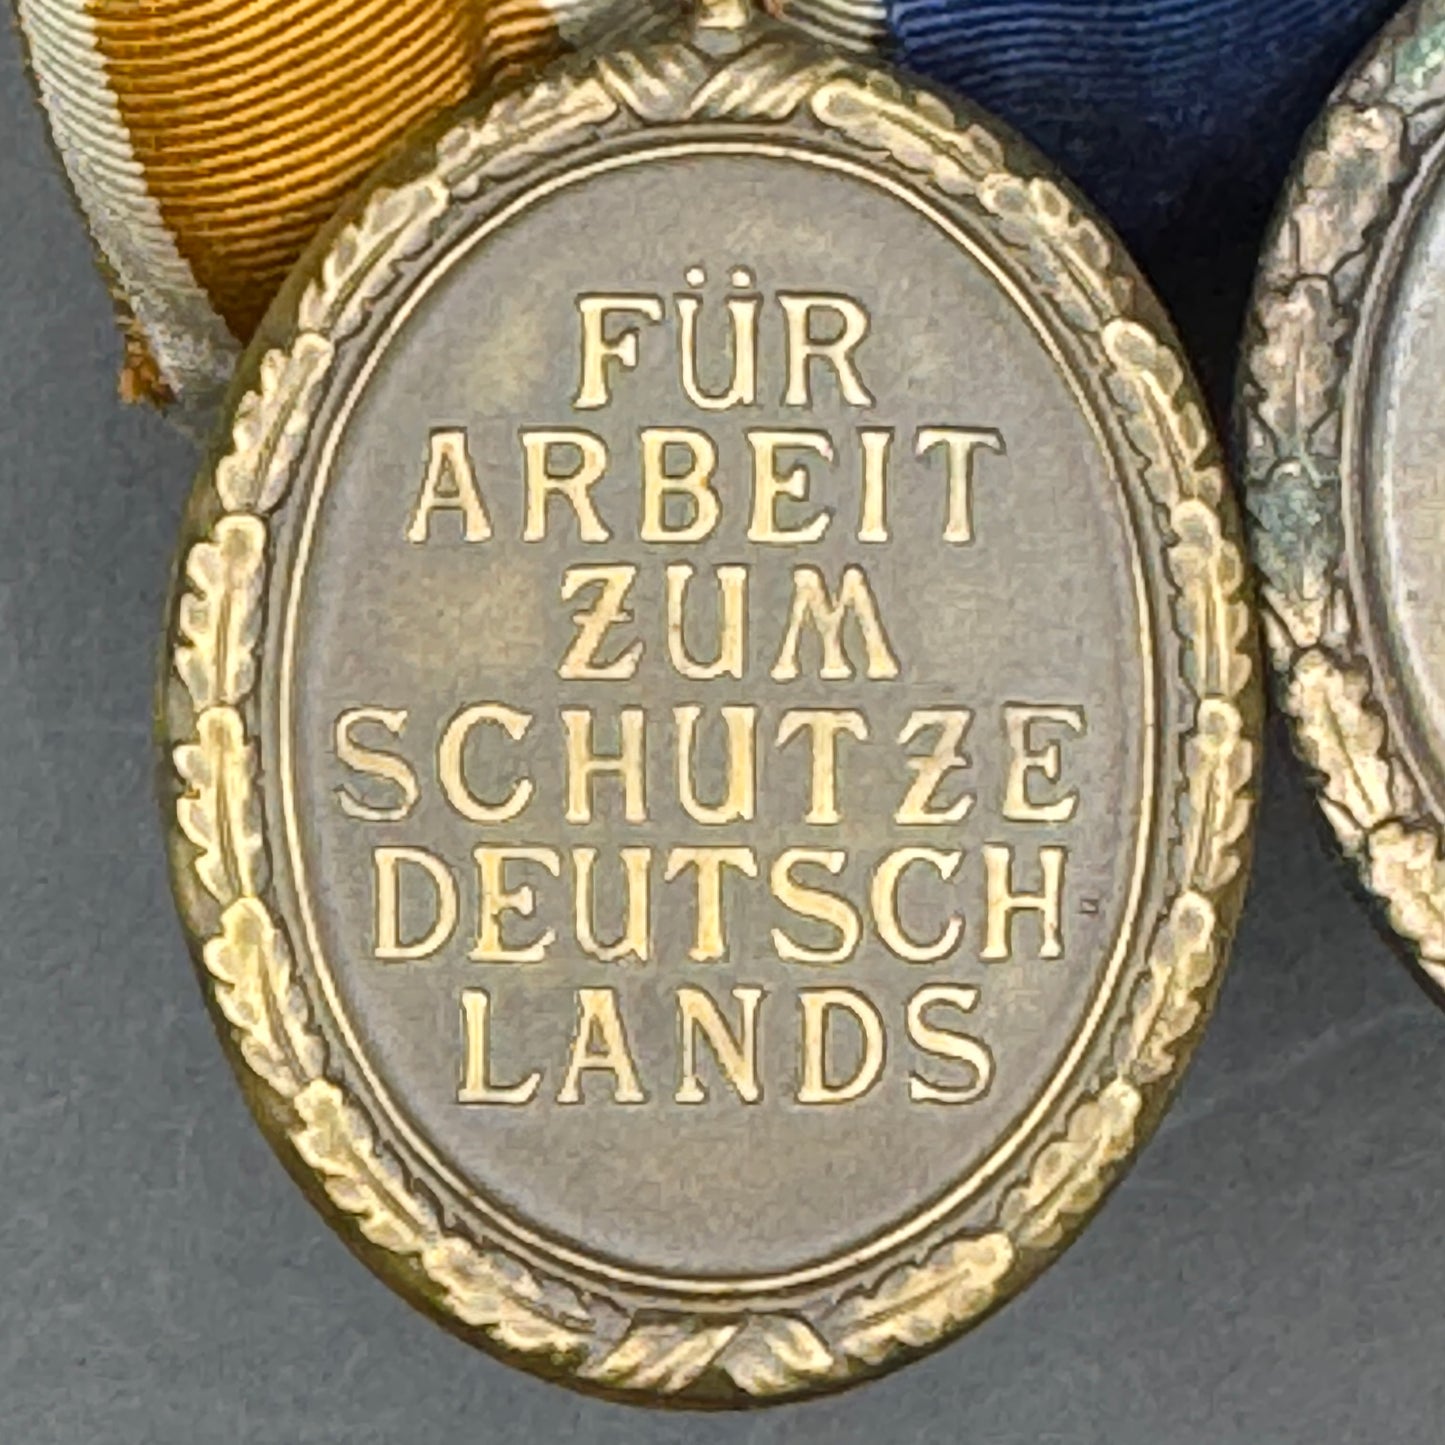 FÜR
ARBEIT
ZUM
SCHUTZE
DEUTSCH
LANDS